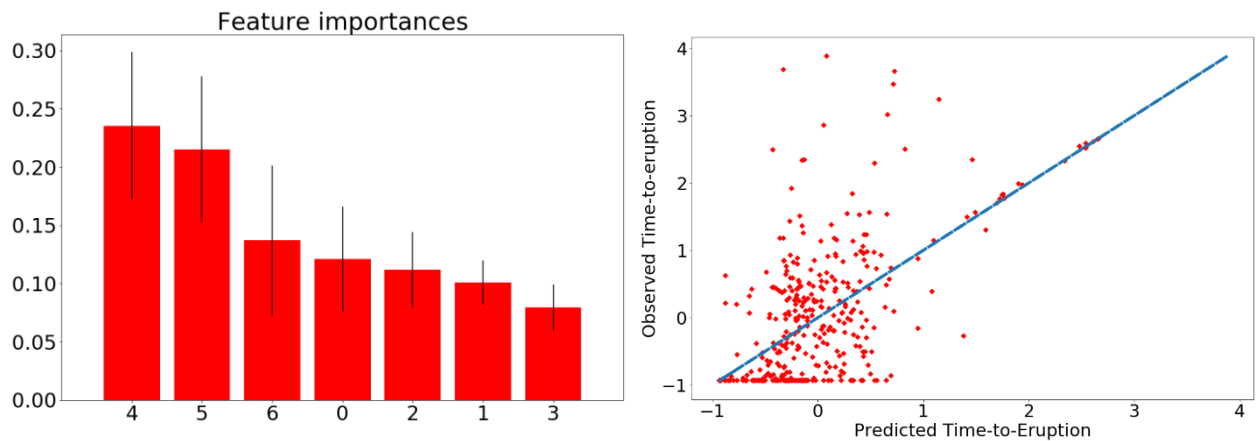 Feature importances
0.30
0.25
0.20
0.15
0.10
0.05
0.00
4 5 6 0 2 1 3
Observed Time-to-eruption
4
3
2
1
0
−1
−1 0 1 2 3 4
Predicted Time-to-Eruption